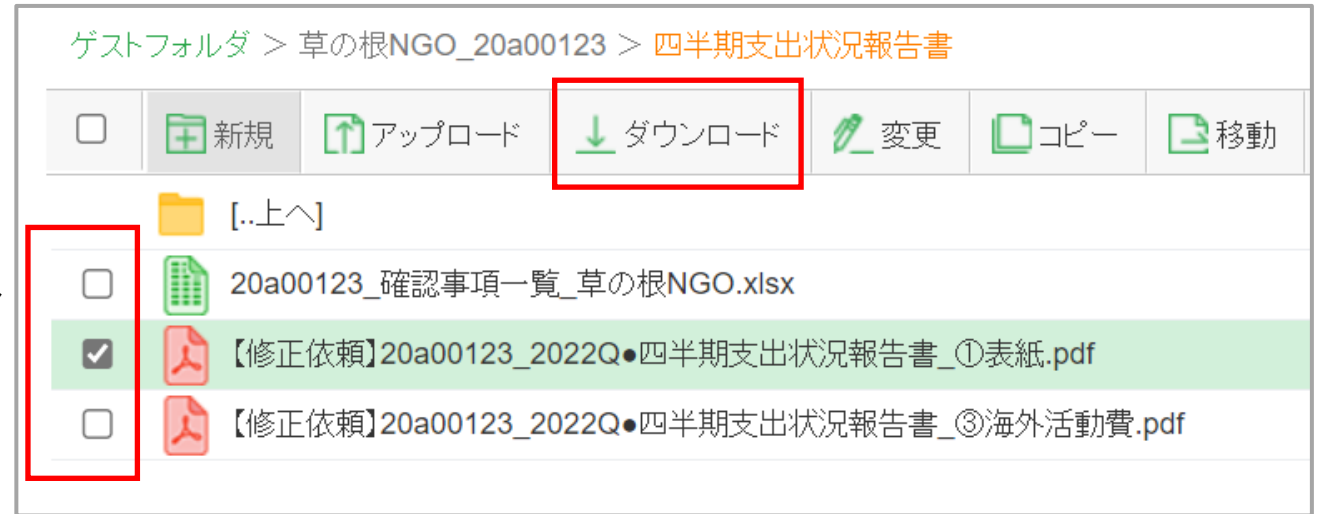 ゲストフォルダ > 草の根NGO_20a00123 > 四半期支出状況報告書
新規 アップロード ダウンロード 変更 コピー 移動
[..上へ]
20a00123_確認事項一覧_草の根NGO.xlsx
【修正依頼】20a00123_2022Q●四半期支出状況報告書_①表紙.pdf
【修正依頼】20a00123_2022Q●四半期支出状況報告書_③海外活動費.pdf